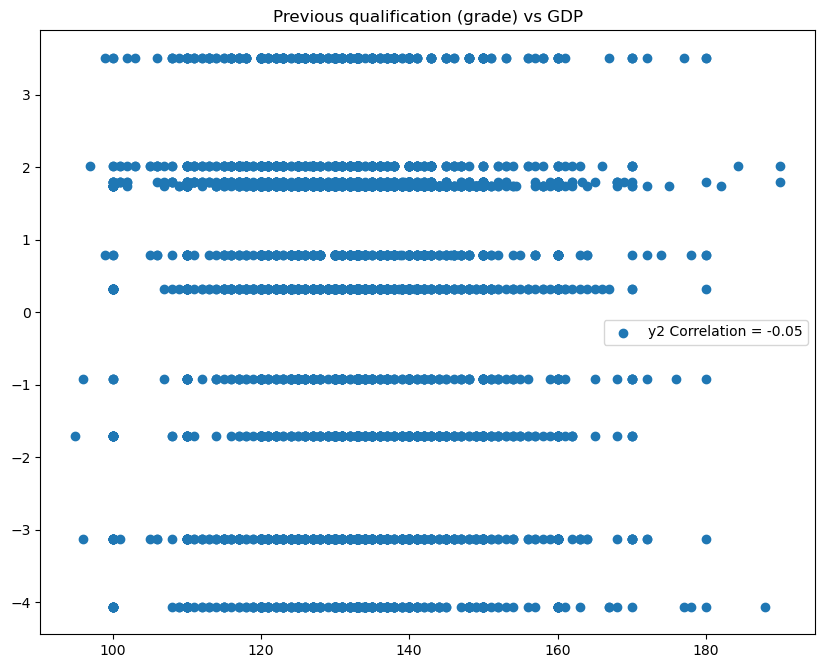 Previous qualification (grade) vs GDP
3
2
1
0
y2 Correlation = -0.05
−1
−2
−3
−4
100 120 140 160 180